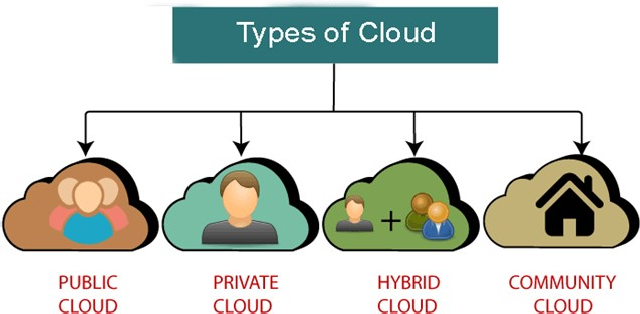 Types of Cloud
PUBLIC
CLOUD
PRIVATE
CLOUD
HYBRID
CLOUD
COMMUNITY
CLOUD